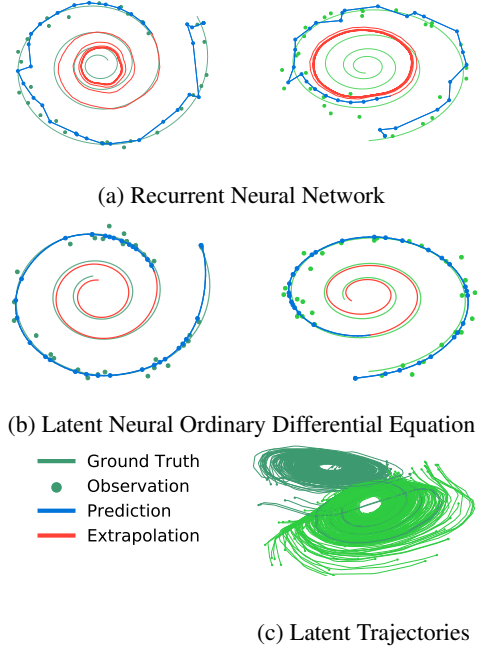 (a) Recurrent Neural Network
(b) Latent Neural Ordinary Differential Equation
Ground Truth
Observation
Prediction
Extrapolation
(c) Latent Trajectories